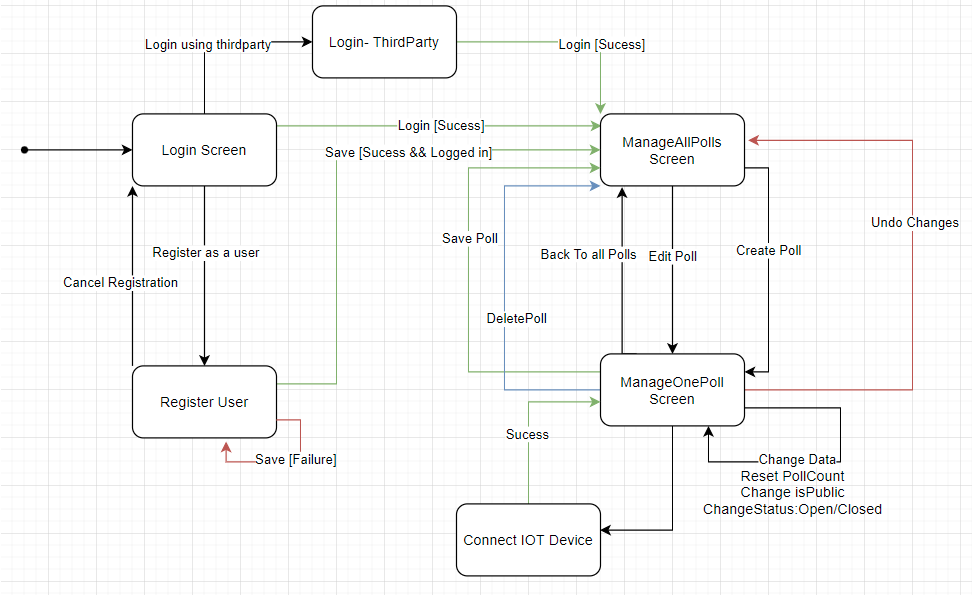 Login- ThirdParty
Login using thirdparty
Login [Sucess]
Login [Sucess]
Login Screen
ManageAllPolls
Screen
Save [Sucess && Logged in]
Undo Changes
Save Poll
Register as a user
Back To all Polls
Edit Poll
Create Poll
Cancel Registration
DeletePoll
ManageOnePoll
Screen
Register User
Sucess
Save [Failure]
Change Data
Reset PollCount
Change isPublic
ChangeStatus:Open/Closed
Connect IOT Device